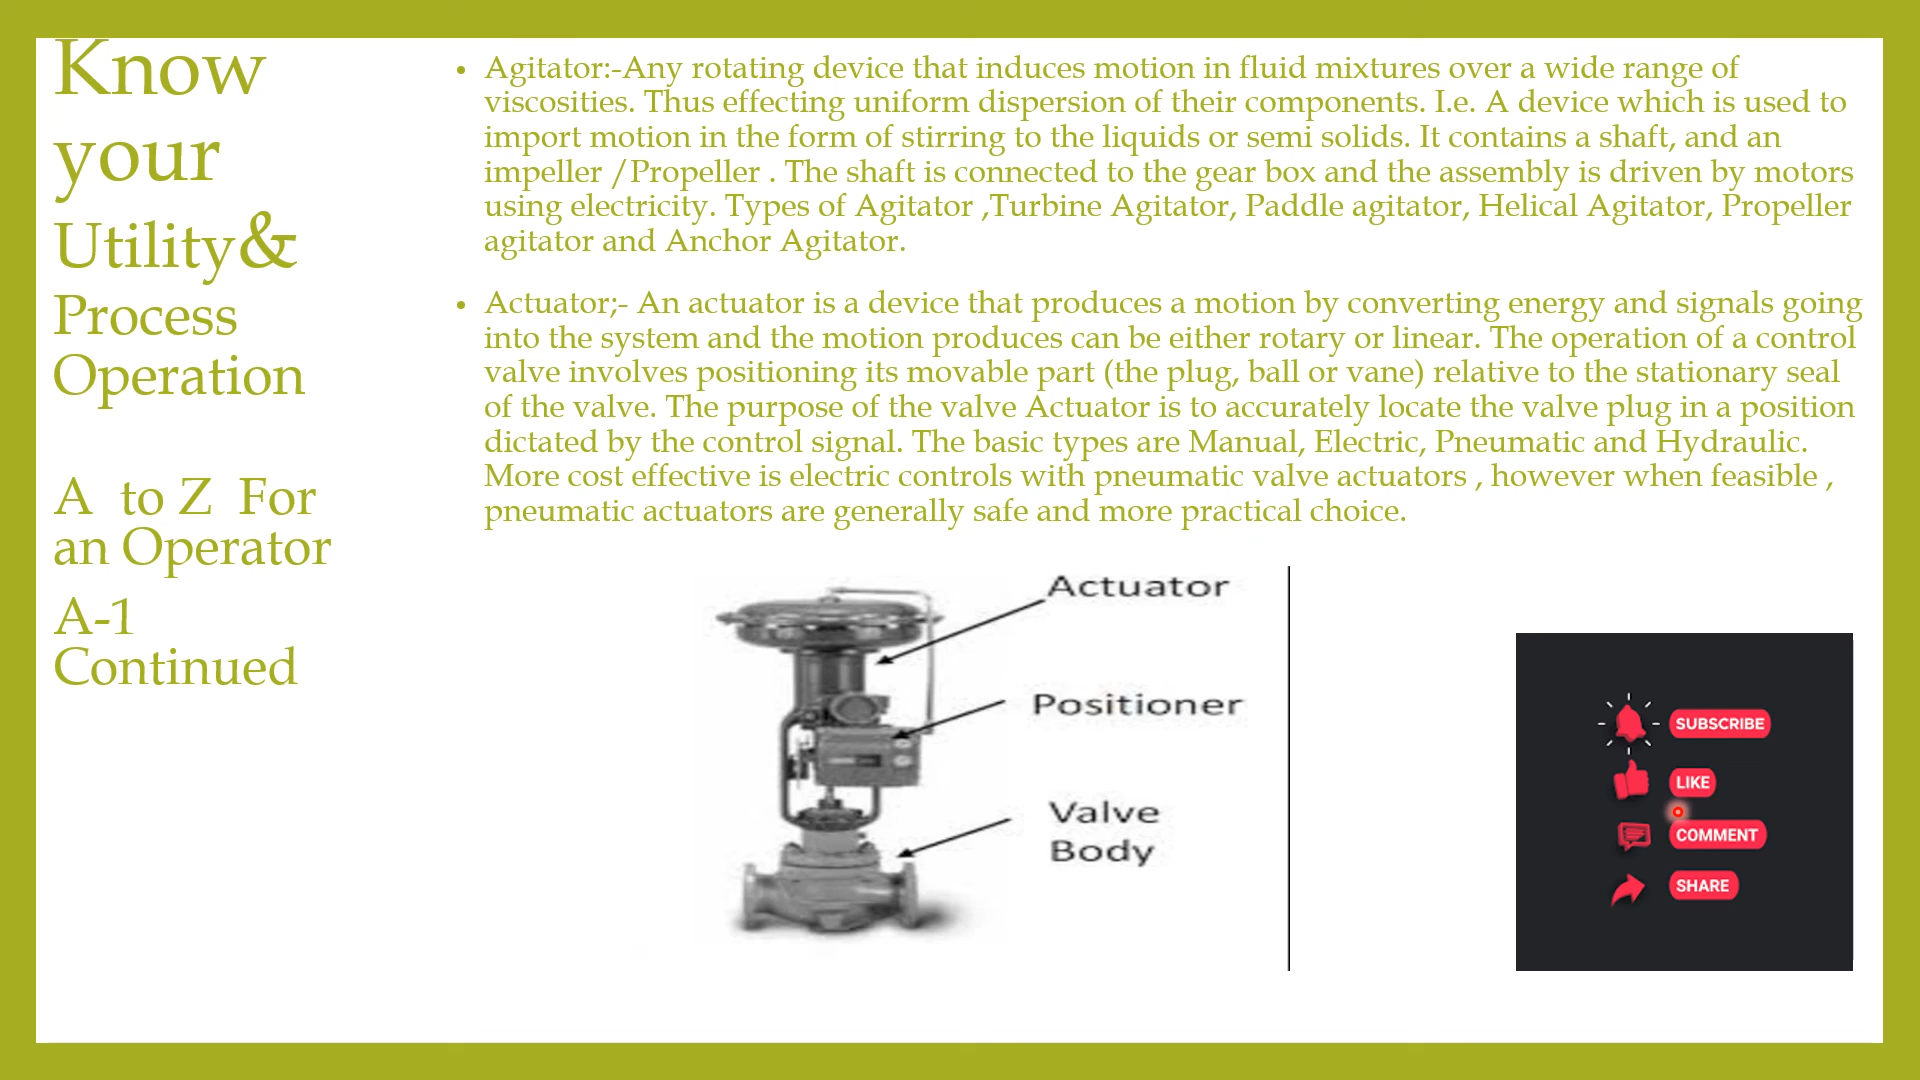 Know
your
Utility&
Process
Operation
A to Z For
an Operator
A-1
Continued
• Agitator:-Any rotating device that induces motion in fluid mixtures over a wide range of
viscosities. Thus effecting uniform dispersion of their components. I.e. A device which is used to
import motion in the form of stirring to the liquids or semi solids. It contains a shaft, and an
impeller /Propeller . The shaft is connected to the gear box and the assembly is driven by motors
using electricity. Types of Agitator ,Turbine Agitator, Paddle agitator, Helical Agitator, Propeller
agitator and Anchor Agitator.
• Actuator;- An actuator is a device that produces a motion by converting energy and signals going
into the system and the motion produces can be either rotary or linear. The operation of a control
valve involves positioning its movable part (the plug, ball or vane) relative to the stationary seal
of the valve. The purpose of the valve Actuator is to accurately locate the valve plug in a position
dictated by the control signal. The basic types are Manual, Electric, Pneumatic and Hydraulic.
More cost effective is electric controls with pneumatic valve actuators , however when feasible ,
pneumatic actuators are generally safe and more practical choice.
Actuator
Positioner
Valve
Body
SUBSCRIBE
LIKE
COMMENT
SHARE